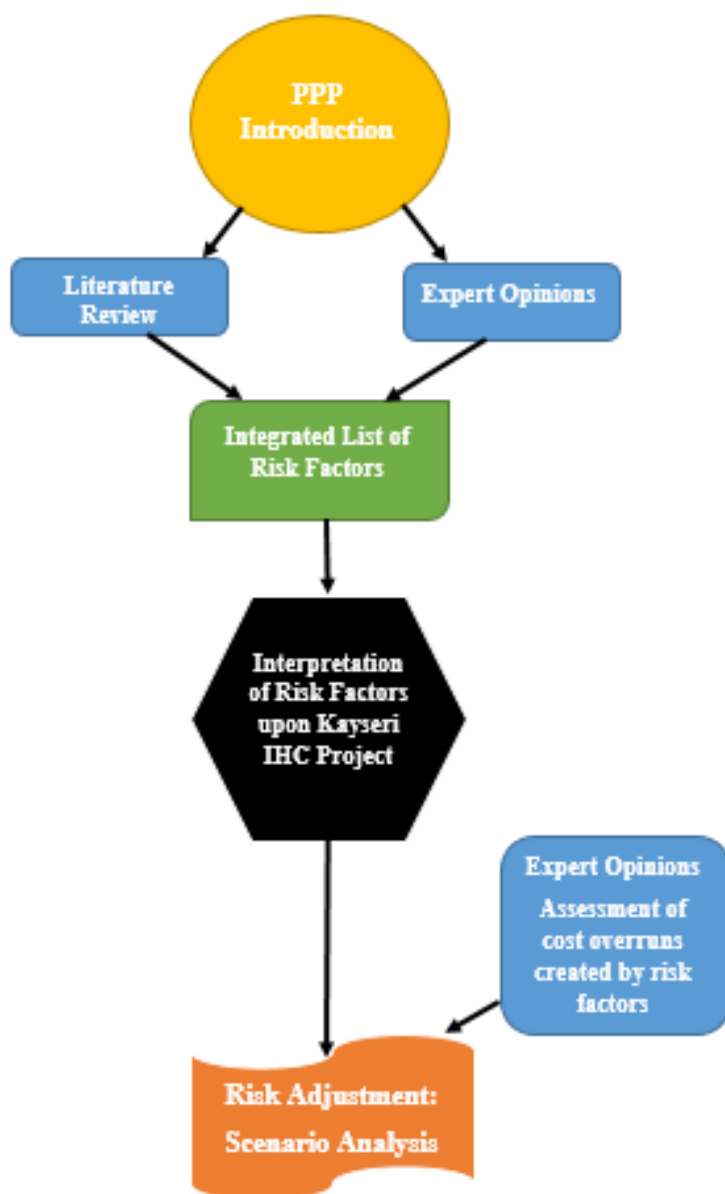 PPP
Introduction
Literature
Review
Expert Opinions
Integrated List of
Risk Factors
Interpretation
of Risk Factors
upon Kayseri
IHC Project
Expert Opinions
Assessment of
cost overruns
created by risk
factors
Risk Adjustment:
Scenario Analysis